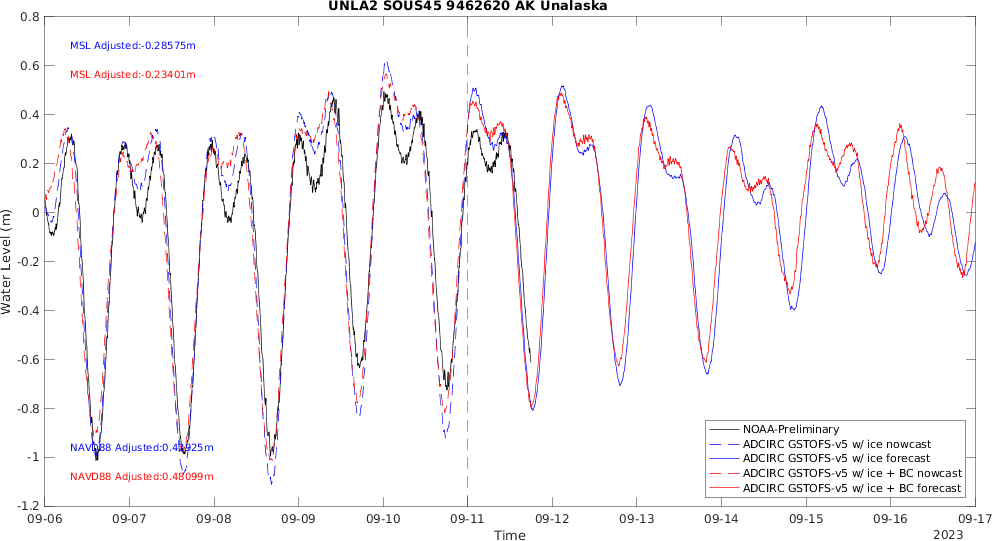 UNLA2 SOUS45 9462620 AK Unalaska
0.8
0.6
0.4
0.2
0
-0.2
-0.4
-0.6
-0.8
-1
-1.2
Water Level (m)
MSL Adjusted:-0.28575m
MSL Adjusted:-0.23401m
NAVD88 Adjusted:0.42925m
NAVD88 Adjusted:0.48099m
NOAA-Preliminary
ADCIRC GSTOFS-v5 w/ ice nowcast
ADCIRC GSTOFS-v5 w/ ice forecast
ADCIRC GSTOFS-v5 w/ ice + BC nowcast
ADCIRC GSTOFS-v5 w/ ice + BC forecast
09-06 09-07 09-08 09-09 09-10 09-11 09-12 09-13 09-14 09-15 09-16 09-17
Time
2023